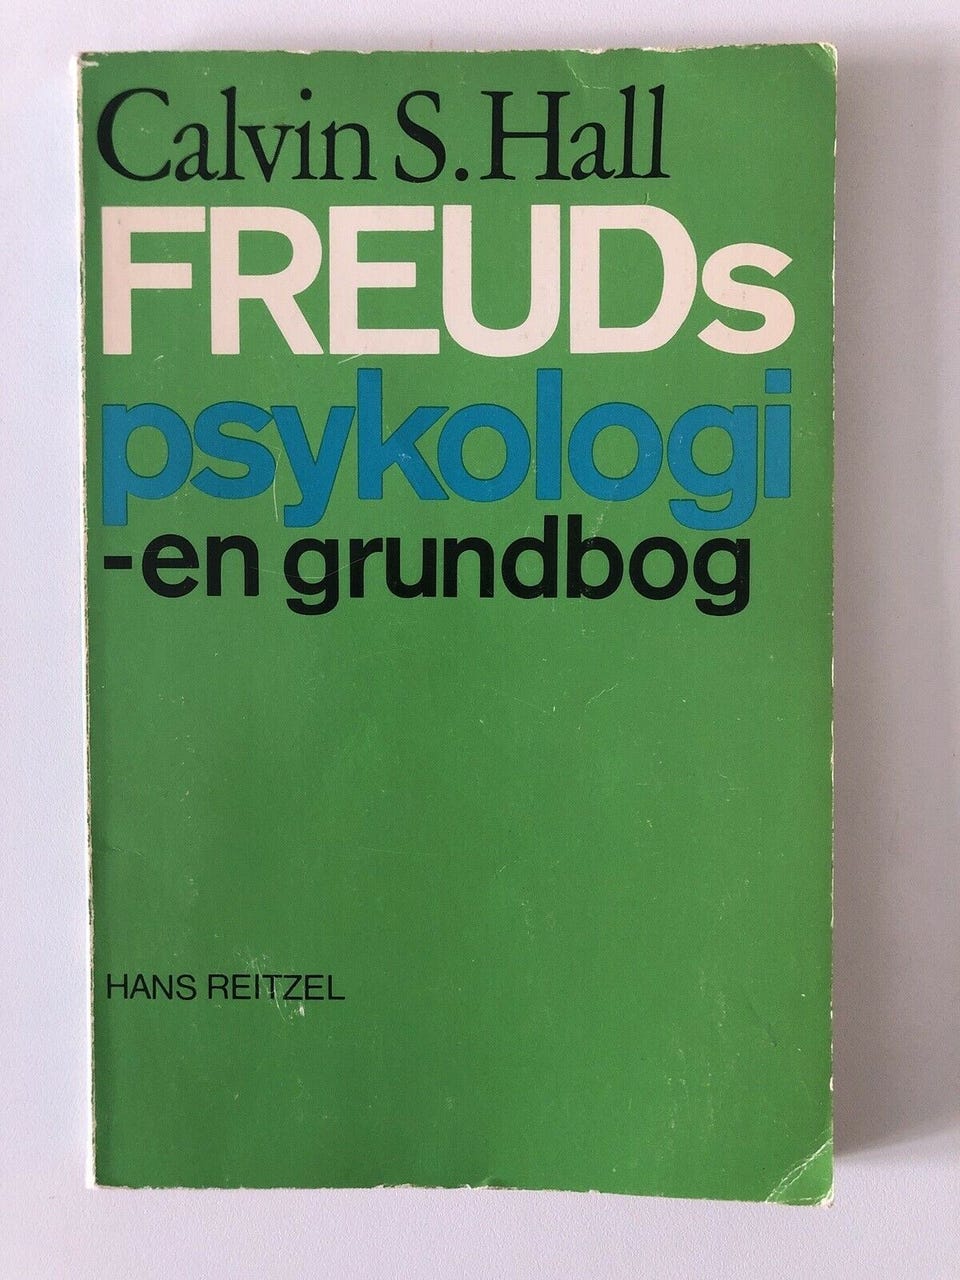 Calvin S. Hall
FREUDs
psykologi
-en grundbog
HANS REITZEL